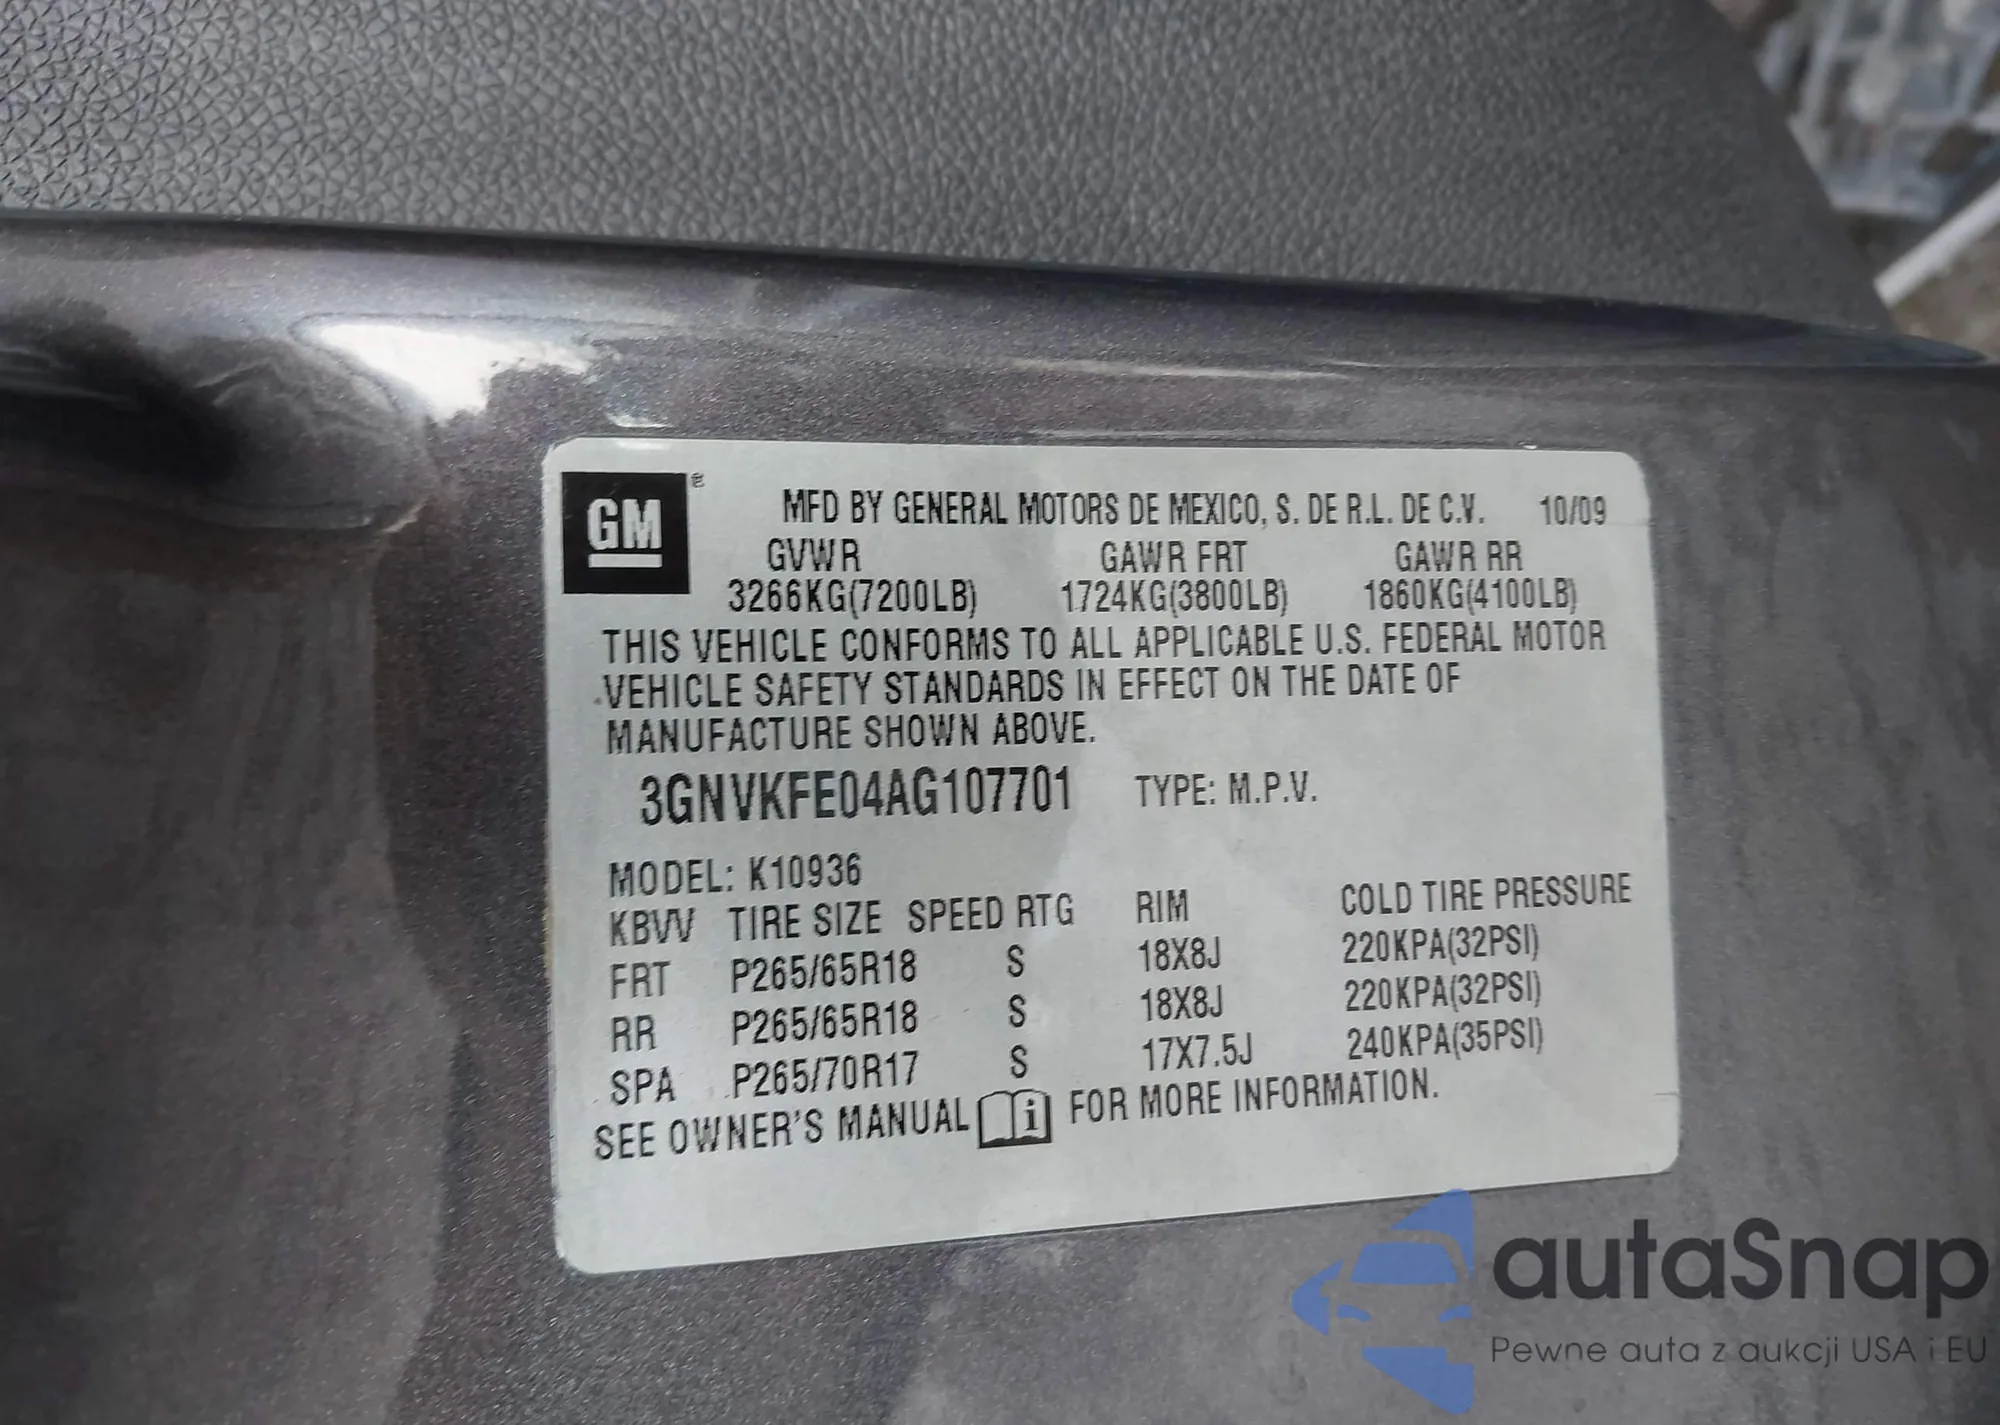 GM
MFD BY GENERAL MOTORS DE MEXICO, S. DE R.L. DE C.V. 10/09
GVWR GAWR FRT GAWR RR
3266KG(7200LB) 1724KG(3800LB) 1860KG(4100LB)
THIS VEHICLE CONFORMS TO ALL APPLICABLE U.S. FEDERAL MOTOR
VEHICLE SAFETY STANDARDS IN EFFECT ON THE DATE OF
MANUFACTURE SHOWN ABOVE.
3GNVKFE04AG107701 TYPE: M.P.V.
MODEL: K10936
KBVV TIRE SIZE SPEED RTG RIM COLD TIRE PRESSURE
FRT P265/65R18 S 18X8J 220KPA(32PSI)
RR P265/65R18 S 18X8J 220KPA(32PSI)
SPA P265/70R17 S 17X7.5J 240KPA(35PSI)
SEE OWNER'S MANUAL i FOR MORE INFORMATION.
autaSnap
Pewne auta z aukcji USA i EU